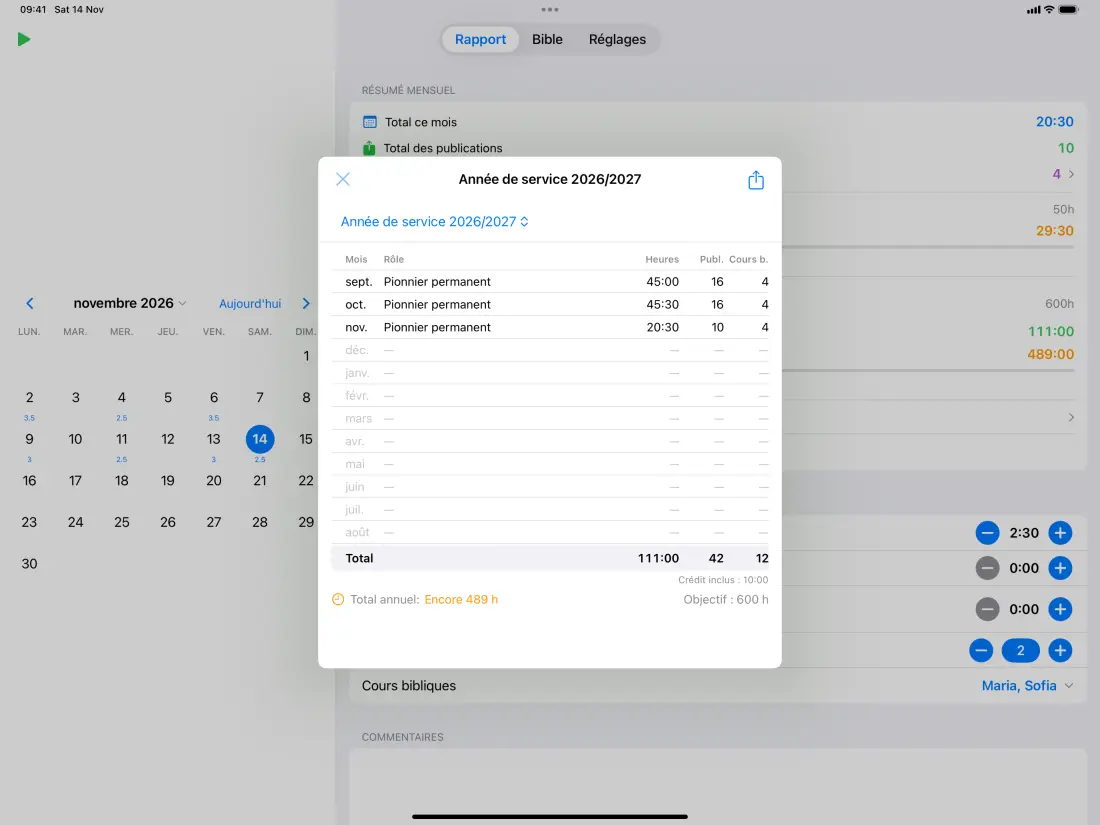 09:41 Sat 14 Nov
Rapport Bible Réglages
RÉSUMÉ MENSUEL
Total ce mois 20:30
Total des publications 10
4
50h
29:30
600h
111:00
489:00
novembre 2026 Aujourd'hui
LUN. MAR. MER. JEU. VEN. SAM. DIM.
1
2 3 4 5 6 7 8
3.5 2.5 3.5
9 10 11 12 13 14 15
3 2.5 3 2.5
16 17 18 19 20 21 22
23 24 25 26 27 28 29
30
Année de service 2026/2027
Année de service 2026/2027
Mois Rôle Heures Publ. Cours b.
sept. Pionnier permanent 45:00 16 4
oct. Pionnier permanent 45:30 16 4
nov. Pionnier permanent 20:30 10 4
déc. — — — —
janv. — — — —
févr. — — — —
mars — — — —
avr. — — — —
mai — — — —
juin — — — —
juil. — — — —
août — — — —
Total 111:00 42 12
Crédit inclus : 10:00
Total annuel: Encore 489 h Objectif : 600 h
2:30
0:00
0:00
2
Cours bibliques Maria, Sofia
COMMENTAIRES